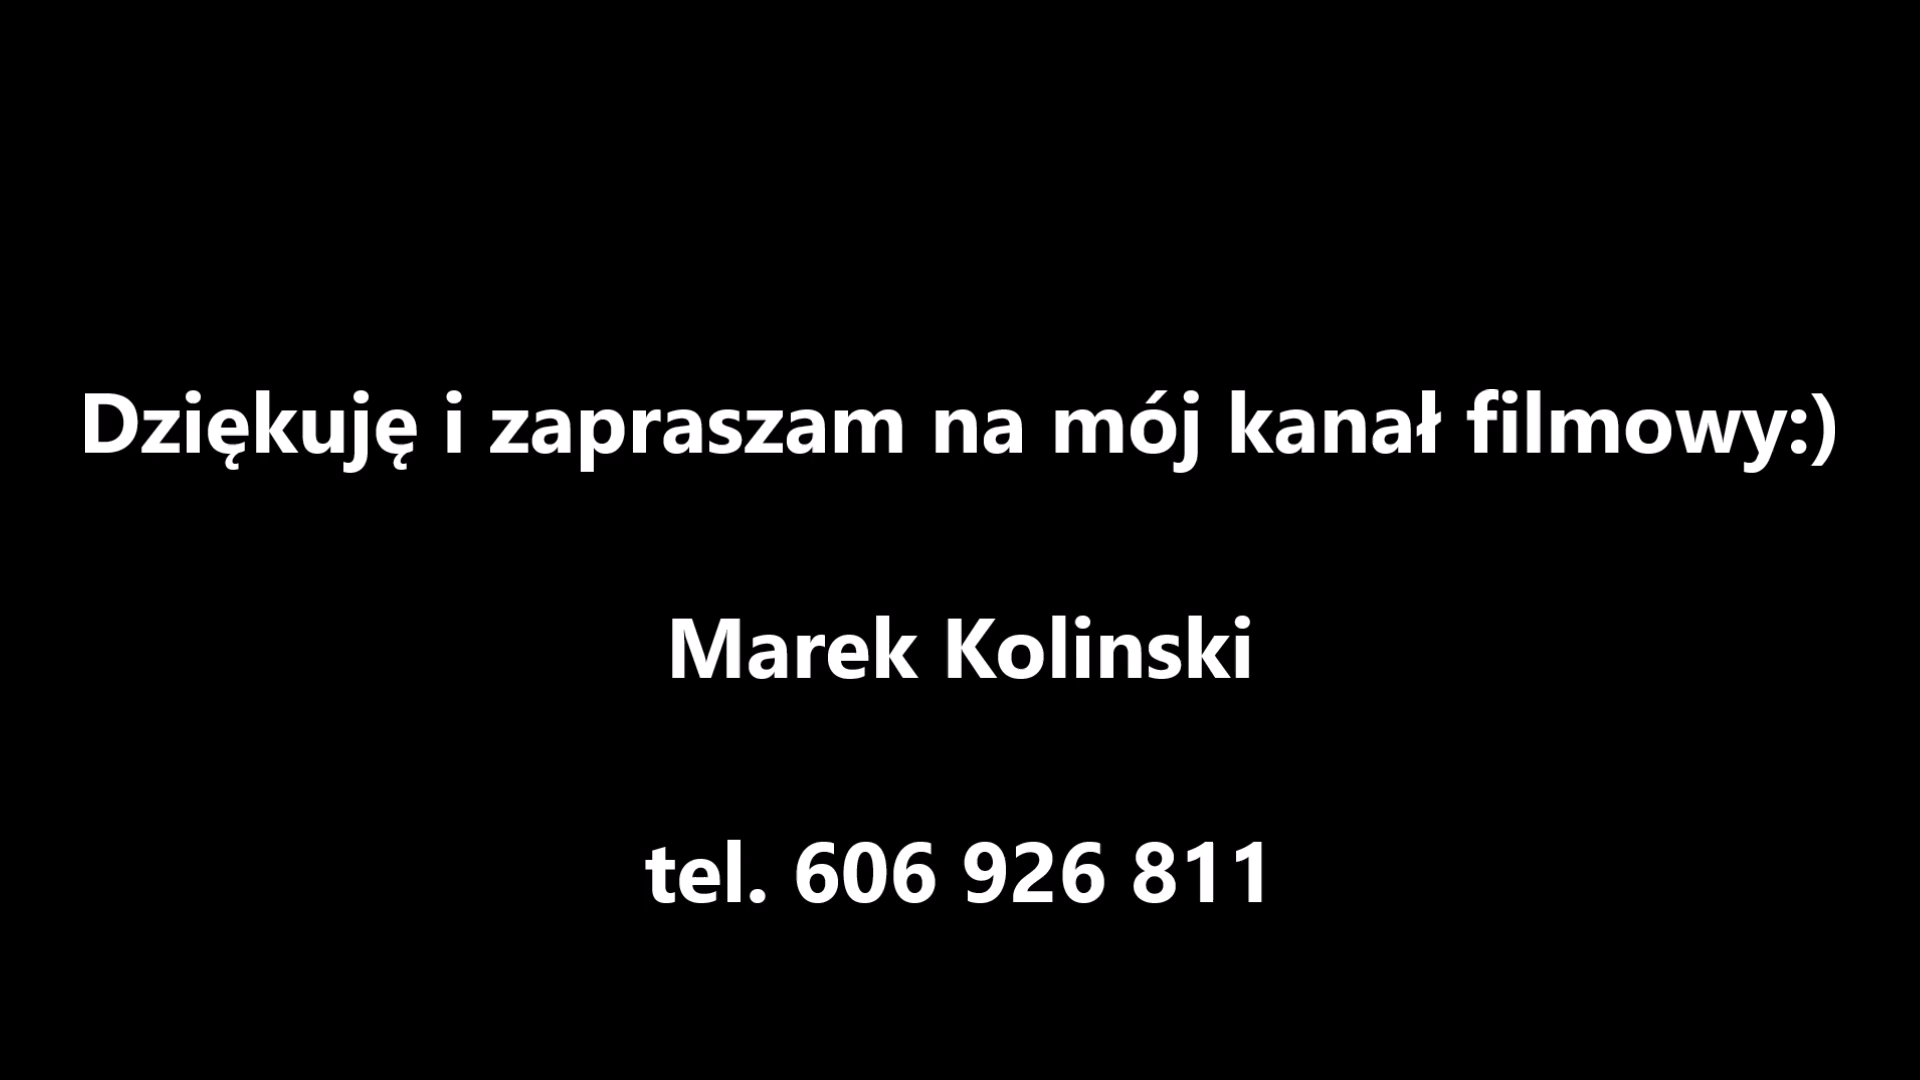 Dziękuję i zapraszam na mój kanał filmowy:)
Marek Kolinski
tel. 606 926 811